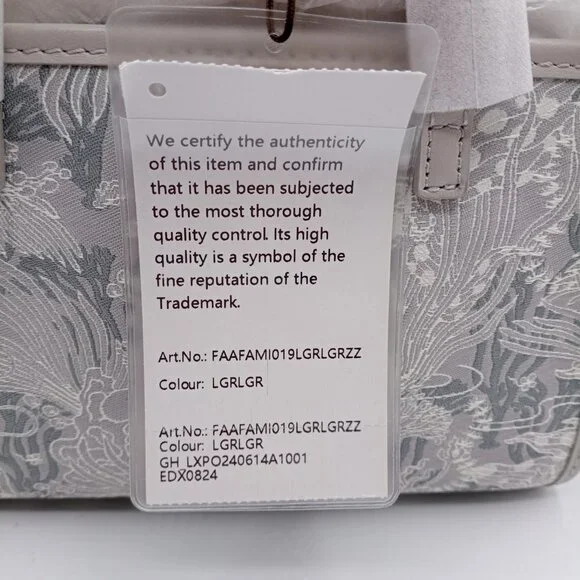 We certify the authenticity
of this item and confirm
that it has been subjected
to the most thorough
quality control. Its high
quality is a symbol of the
fine reputation of the
Trademark.
Art.No.: FAAFAMI019LGRLGRZZ
Colour: LGRLGR
Art.No.: FAAFAMI019LGRLGRZZ
Colour: LGRLGR
GH_LXPO240614A1001
EDX0824